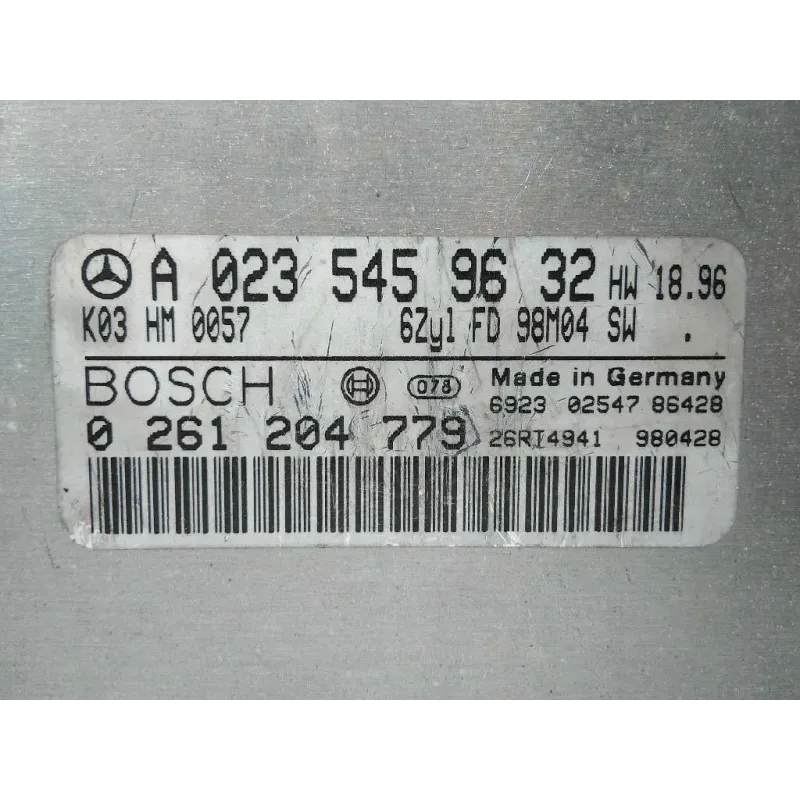 A 023 545 96 32 HW 18.96
K03 HM 0057 6Zyl FD 98M04 SW .
BOSCH 078 Made in Germany
6923 02547 86428
0 261 204 779 26RT4941 980428